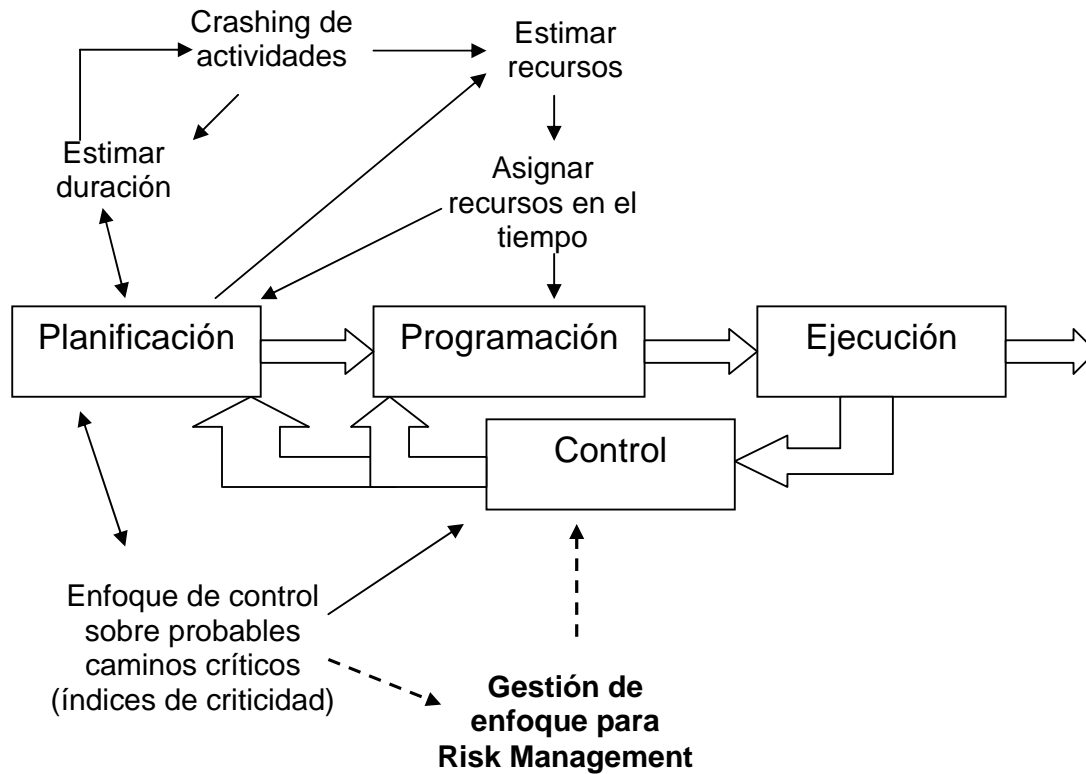 Crashing de
actividades
Estimar
recursos
Estimar
duración
Asignar
recursos en el
tiempo
Planificación
Programación
Ejecución
Control
Enfoque de control
sobre probables
caminos críticos
(índices de criticidad)
Gestión de
enfoque para
Risk Management